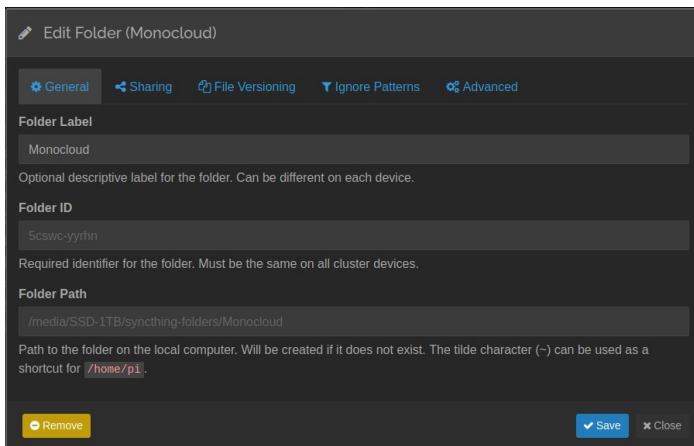 Edit Folder (Monocloud)
General Sharing File Versioning Ignore Patterns Advanced
Folder Label
Monocloud
Optional descriptive label for the folder. Can be different on each device.
Folder ID
5cswc-yyrhn
Required identifier for the folder. Must be the same on all cluster devices.
Folder Path
/media/SSD-1TB/syncthing-folders/Monocloud
Path to the folder on the local computer. Will be created if it does not exist. The tilde character (~) can be used as a
shortcut for /home/pi.
Remove Save Close